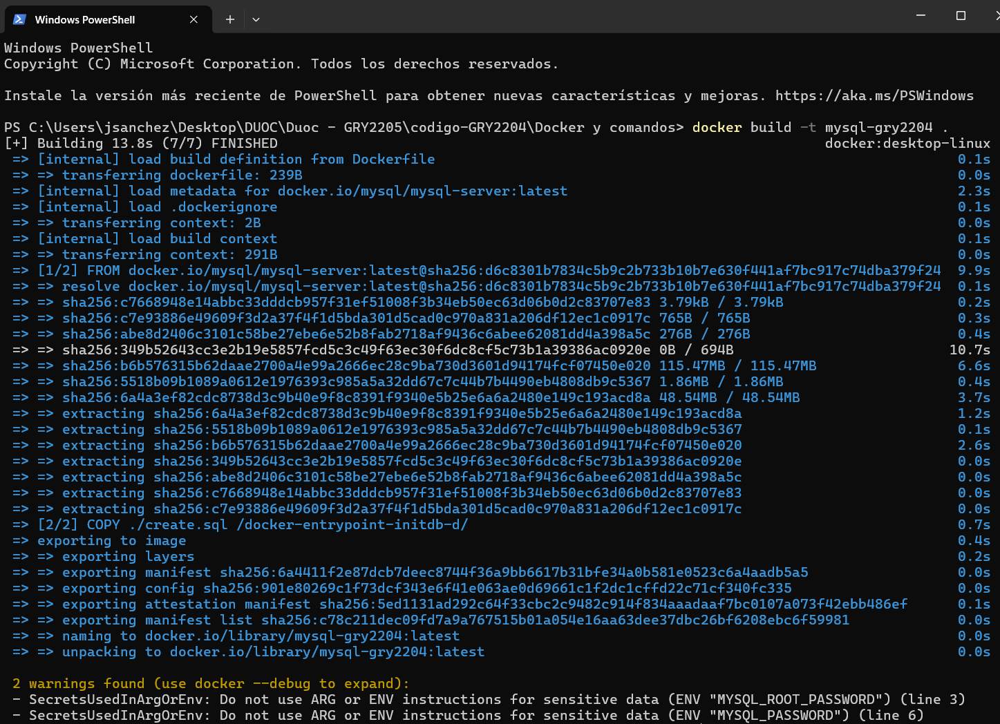 Windows PowerShell
Windows PowerShell
Copyright (C) Microsoft Corporation. Todos los derechos reservados.
Instale la versión más reciente de PowerShell para obtener nuevas características y mejoras. https://aka.ms/PSWindows
PS C:\Users\jsanchez\Desktop\DUOC\Duoc - GRY2205\codigo-GRY2204\Docker y comandos> docker build -t mysql-gry2204 .
[+] Building 13.8s (7/7) FINISHED docker:desktop-linux
=> [internal] load build definition from Dockerfile 0.1s
=> => transferring dockerfile: 239B 0.0s
=> [internal] load metadata for docker.io/mysql/mysql-server:latest 2.3s
=> [internal] load .dockerignore 0.1s
=> => transferring context: 2B 0.0s
=> [internal] load build context 0.1s
=> => transferring context: 291B 0.0s
=> [1/2] FROM docker.io/mysql/mysql-server:latest@sha256:d6c8301b7834c5b9c2b733b10b7e630f441af7bc917c74dba379f24 9.9s
=> => resolve docker.io/mysql/mysql-server:latest@sha256:d6c8301b7834c5b9c2b733b10b7e630f441af7bc917c74dba379f24 0.1s
=> => sha256:c7668948e14abbc33dddcb957f31ef51008f3b34eb50ec63d06b0d2c83707e83 3.79kB / 3.79kB 0.2s
=> => sha256:c7e93886e49609f3d2a37f4f1d5bda301d5cad0c970a831a206df12ec1c0917c 765B / 765B 0.3s
=> => sha256:abe8d2406c3101c58be27ebe6e52b8fab2718af9436c6abee62081dd4a398a5c 276B / 276B 0.4s
=> => sha256:349b52643cc3e2b19e5857fcd5c3c49f63ec30f6dc8cf5c73b1a39386ac0920e 0B / 694B 10.7s
=> => sha256:b6b576315b62daae2700a4e99a2666ec28c9ba730d3601d94174fcf07450e020 115.47MB / 115.47MB 6.6s
=> => sha256:5518b09b1089a0612e1976393c985a5a32dd67c7c44b7b4490eb4808db9c5367 1.86MB / 1.86MB 0.4s
=> => sha256:6a4a3ef82cdc8738d3c9b40e9f8c8391f9340e5b25e6a6a2480e149c193acd8a 48.54MB / 48.54MB 3.7s
=> => extracting sha256:6a4a3ef82cdc8738d3c9b40e9f8c8391f9340e5b25e6a6a2480e149c193acd8a 1.2s
=> => extracting sha256:5518b09b1089a0612e1976393c985a5a32dd67c7c44b7b4490eb4808db9c5367 0.1s
=> => extracting sha256:b6b576315b62daae2700a4e99a2666ec28c9ba730d3601d94174fcf07450e020 2.6s
=> => extracting sha256:349b52643cc3e2b19e5857fcd5c3c49f63ec30f6dc8cf5c73b1a39386ac0920e 0.0s
=> => extracting sha256:abe8d2406c3101c58be27ebe6e52b8fab2718af9436c6abee62081dd4a398a5c 0.0s
=> => extracting sha256:c7668948e14abbc33dddcb957f31ef51008f3b34eb50ec63d06b0d2c83707e83 0.0s
=> => extracting sha256:c7e93886e49609f3d2a37f4f1d5bda301d5cad0c970a831a206df12ec1c0917c 0.0s
=> [2/2] COPY ./create.sql /docker-entrypoint-initdb-d/ 0.7s
=> exporting to image 0.4s
=> => exporting layers 0.2s
=> => exporting manifest sha256:6a4411f2e87dcb7deec8744f36a9bb6617b31bfe34a0b581e0523c6a4aadb5a5 0.0s
=> => exporting config sha256:901e80269c1f73dcf343e6f41e063ae0d69661c1f2dc1cffd22c71cf340fc335 0.0s
=> => exporting attestation manifest sha256:5ed1131ad292c64f33cbc2c9482c914f834aaadaaf7bc0107a073f42ebb486ef 0.1s
=> => exporting manifest list sha256:c78c211dec09fd7a9a767515b01a054e16aa63dee37dbc26bf6208ebc6f59981 0.0s
=> => naming to docker.io/library/mysql-gry2204:latest 0.0s
=> => unpacking to docker.io/library/mysql-gry2204:latest 0.0s
2 warnings found (use docker --debug to expand):
- SecretsUsedInArgOrEnv: Do not use ARG or ENV instructions for sensitive data (ENV "MYSQL_ROOT_PASSWORD") (line 3)
- SecretsUsedInArgOrEnv: Do not use ARG or ENV instructions for sensitive data (ENV "MYSQL_PASSWORD") (line 6)